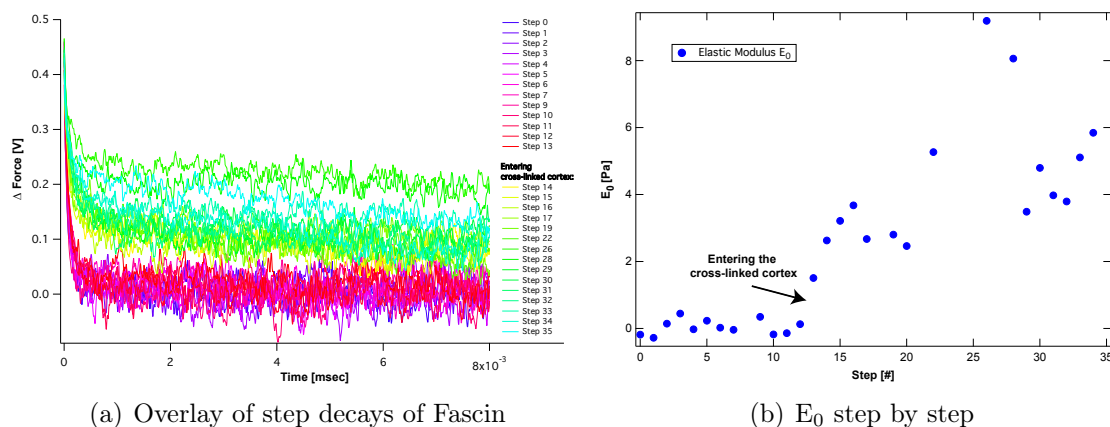 0.5
0.4
0.3
0.2
0.1
0.0
Δ Force [V]
0
2
4
6
8x10⁻³
Time [msec]
Step 0
Step 1
Step 2
Step 3
Step 4
Step 5
Step 6
Step 7
Step 9
Step 10
Step 11
Step 12
Step 13
Entering
cross-linked cortex:
Step 14
Step 15
Step 16
Step 17
Step 19
Step 22
Step 26
Step 28
Step 29
Step 30
Step 31
Step 32
Step 33
Step 34
Step 35
(a) Overlay of step decays of Fascin
8
6
4
2
0
E₀ [Pa]
Elastic Modulus E₀
Entering the
cross-linked cortex
0
5
10
15
20
25
30
35
Step [#]
(b) E₀ step by step